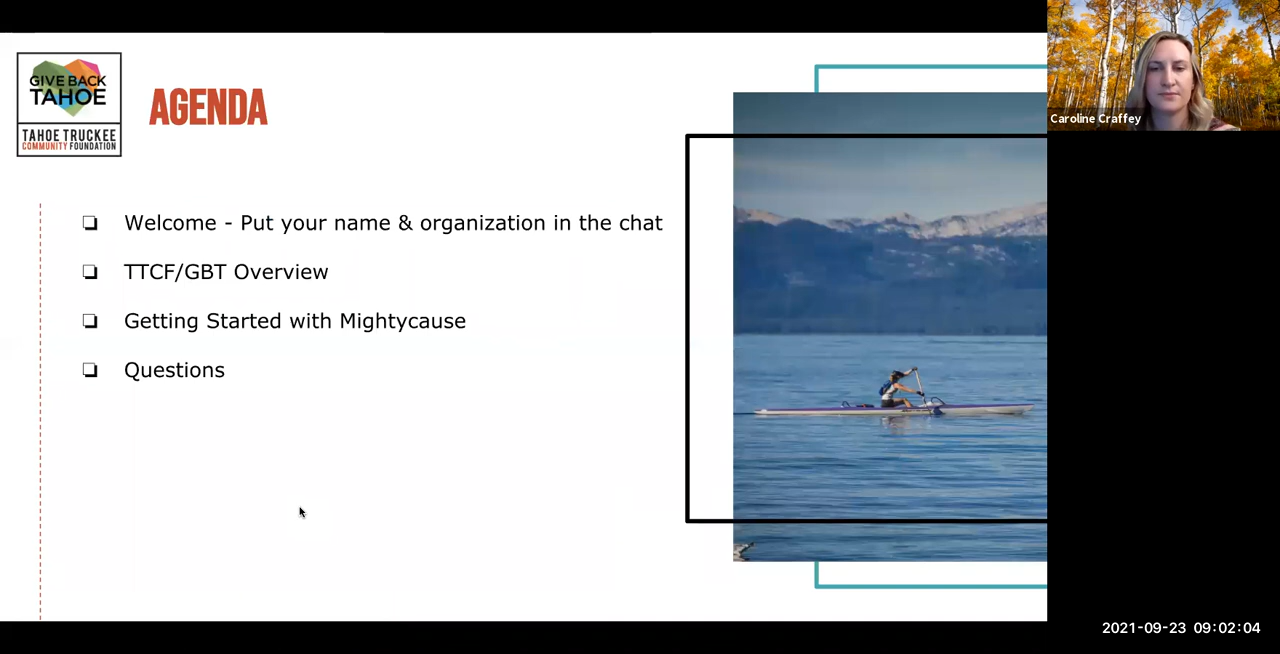 GIVE BACK
TAHOE
TAHOE TRUCKEE
COMMUNITY FOUNDATION
AGENDA
Welcome - Put your name & organization in the chat
TTCF/GBT Overview
Getting Started with Mightycause
Questions
Caroline Craffey
2021-09-23 09:02:04